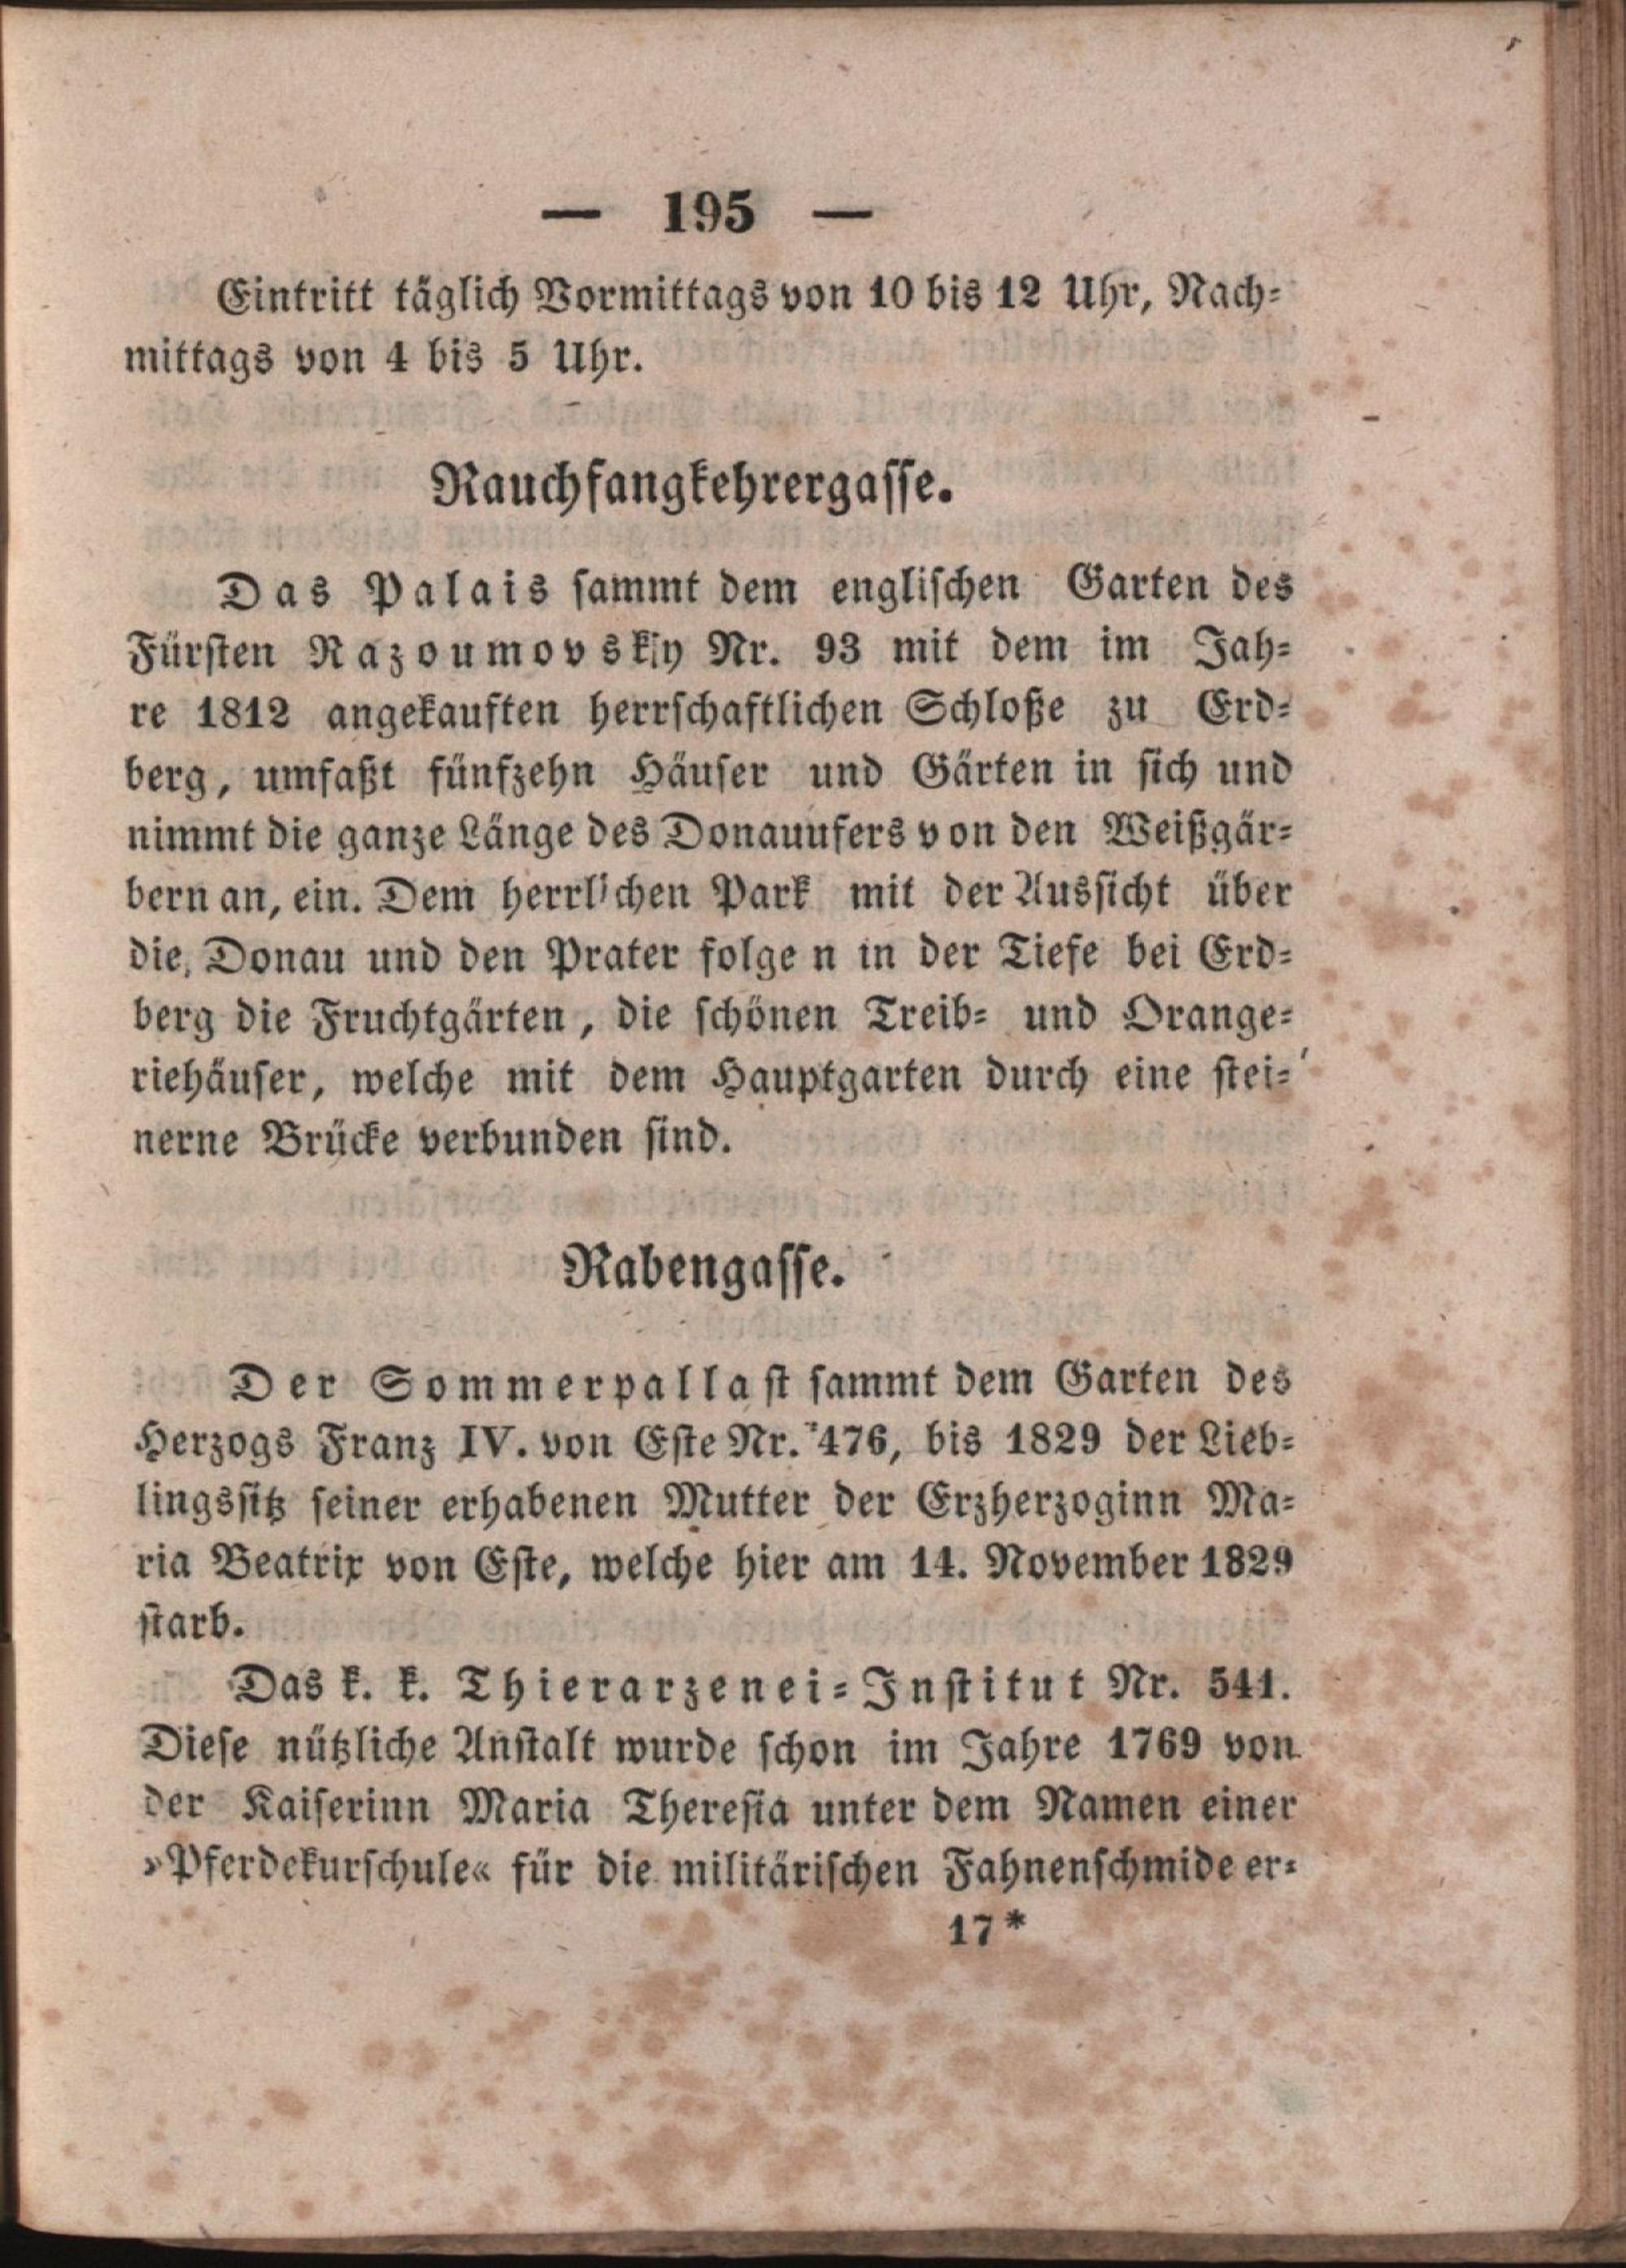 — 195 —
Eintritt täglich Vormittags von 10 bis 12 Uhr, Nach-
mittags von 4 bis 5 Uhr.
Rauchfangkehrergasse.
Das Palais sammt dem englischen Garten des
Fürsten Razoumovskjy Nr. 93 mit dem im Jah-
re 1812 angekauften herrschaftlichen Schloße zu Erd-
berg, umfaßt fünfzehn Häuser und Gärten in sich und
nimmt die ganze Länge des Donauufers von den Weißgär-
bern an, ein. Dem herrlichen Park mit der Aussicht über
die, Donau und den Prater folgen in der Tiefe bei Erd-
berg die Fruchtgärten, die schönen Treib- und Orange-
riehäuser, welche mit dem Hauptgarten durch eine stei-
nerne Brücke verbunden sind.
Rabengasse.
Der Sommerpallast sammt dem Garten des
Herzogs Franz IV. von Este Nr. 476, bis 1829 der Lieb-
lingssitz seiner erhabenen Mutter der Erzherzoginn Ma-
ria Beatrix von Este, welche hier am 14. November 1829
starb.
Das k. k. Thierarzenei-Institut Nr. 541.
Diese nützliche Anstalt wurde schon im Jahre 1769 von
der Kaiserinn Maria Theresia unter dem Namen einer
»Pferdekurschule« für die militärischen Fahnenschmide er-
17*